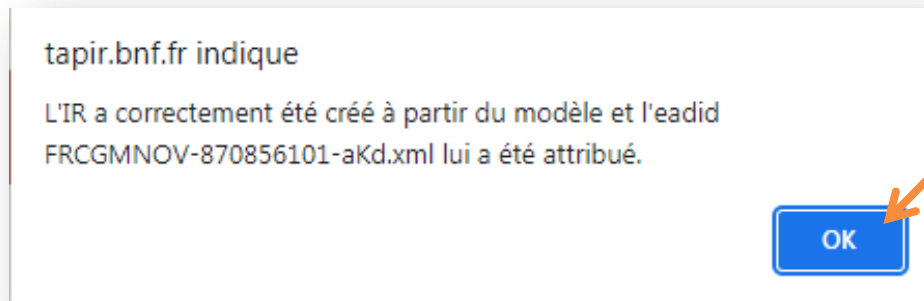 tapir.bnf.fr indique
L'IR a correctement été créé à partir du modèle et l'eadid
FRCGMNOV-870856101-aKd.xml lui a été attribué.
OK